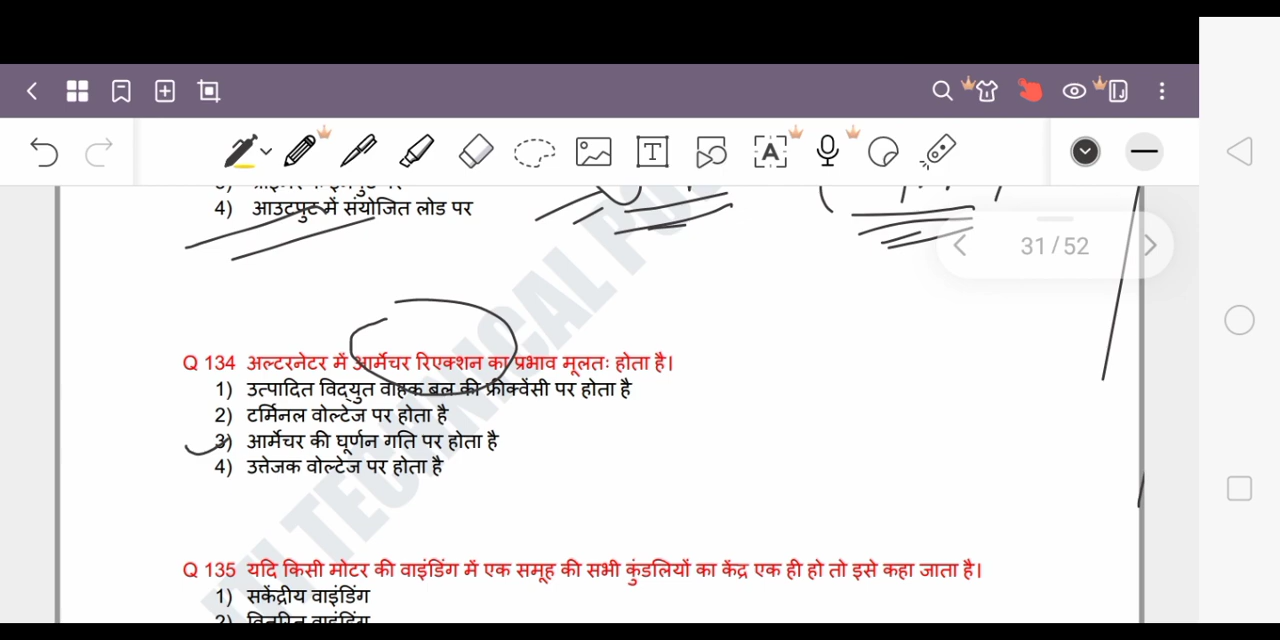 4) आउटपुट में संयोजित लोड पर
31/52
Q 134 अल्टरनेटर में आर्मेचर रिएक्शन का प्रभाव मूलतः होता है।
1) उत्पादित विद्युत वाहक बल की फ्रीक्वेंसी पर होता है
2) टर्मिनल वोल्टेज पर होता है
3) आर्मेचर की घूर्णन गति पर होता है
4) उत्तेजक वोल्टेज पर होता है
Q 135 यदि किसी मोटर की वाइंडिंग में एक समूह की सभी कुंडलियों का केंद्र एक ही हो तो इसे कहा जाता है।
1) सकेंद्रीय वाइंडिंग
TECHNICAL